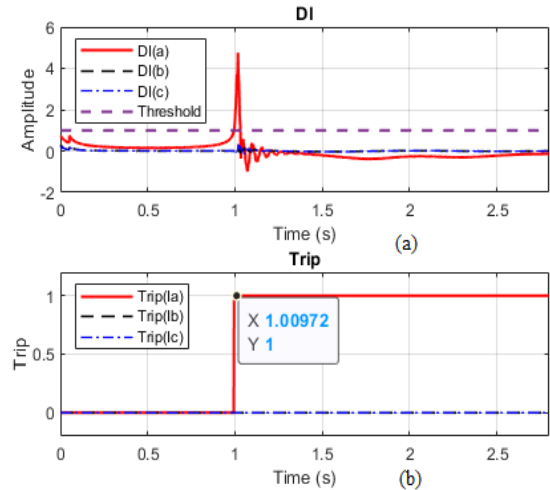 DI
6
4
2
0
-2
Amplitude
DI(a)
DI(b)
DI(c)
Threshold
0 0.5 1 1.5 2 2.5
Time (s)
(a)
Trip
1
0.5
0
Trip
Trip(Ia)
Trip(Ib)
Trip(Ic)
X 1.00972
Y 1
0 0.5 1 1.5 2 2.5
Time (s)
(b)